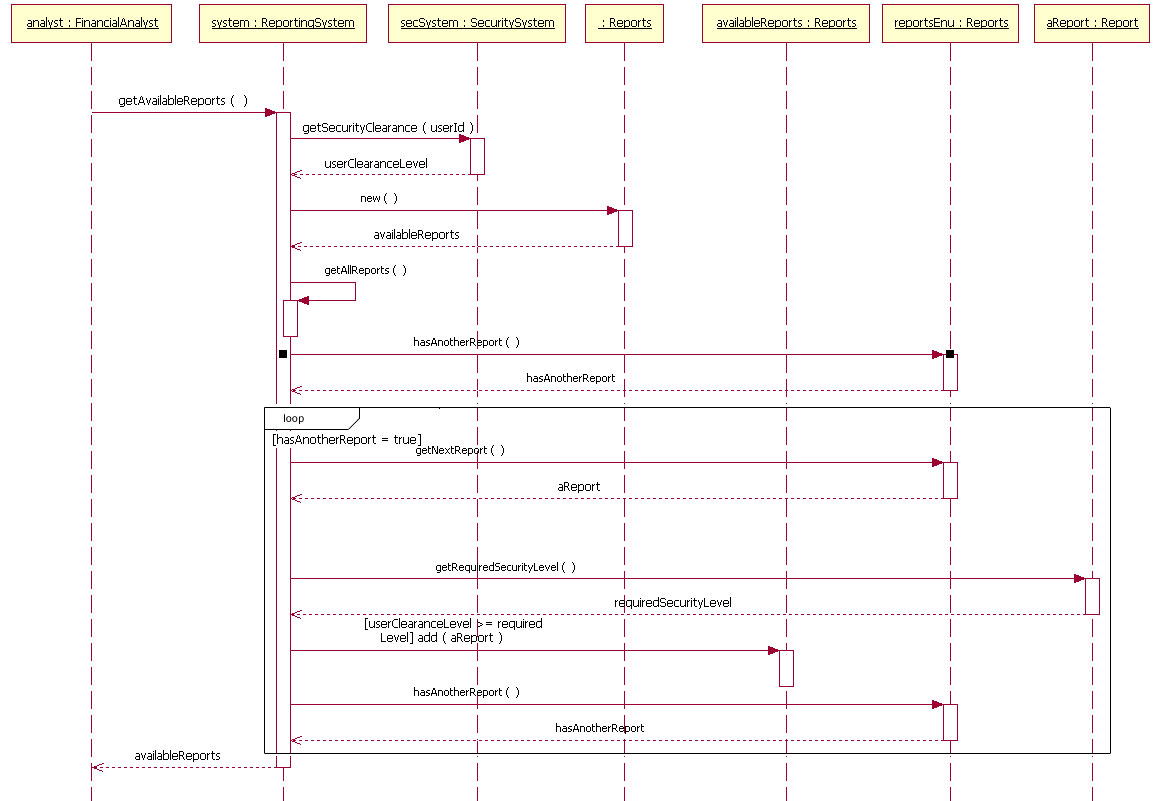 analyst : FinancialAnalyst
system : ReportingSystem
secSystem : SecuritySystem
: Reports
availableReports : Reports
reportsEnu : Reports
aReport : Report
getAvailableReports ( )
getSecurityClearance ( userId )
userClearanceLevel
new ( )
availableReports
getAllReports ( )
hasAnotherReport ( )
hasAnotherReport
loop
[hasAnotherReport = true]
getNextReport ( )
aReport
getRequiredSecurityLevel ( )
requiredSecurityLevel
[userClearanceLevel >= required
Level] add ( aReport )
hasAnotherReport ( )
hasAnotherReport
availableReports